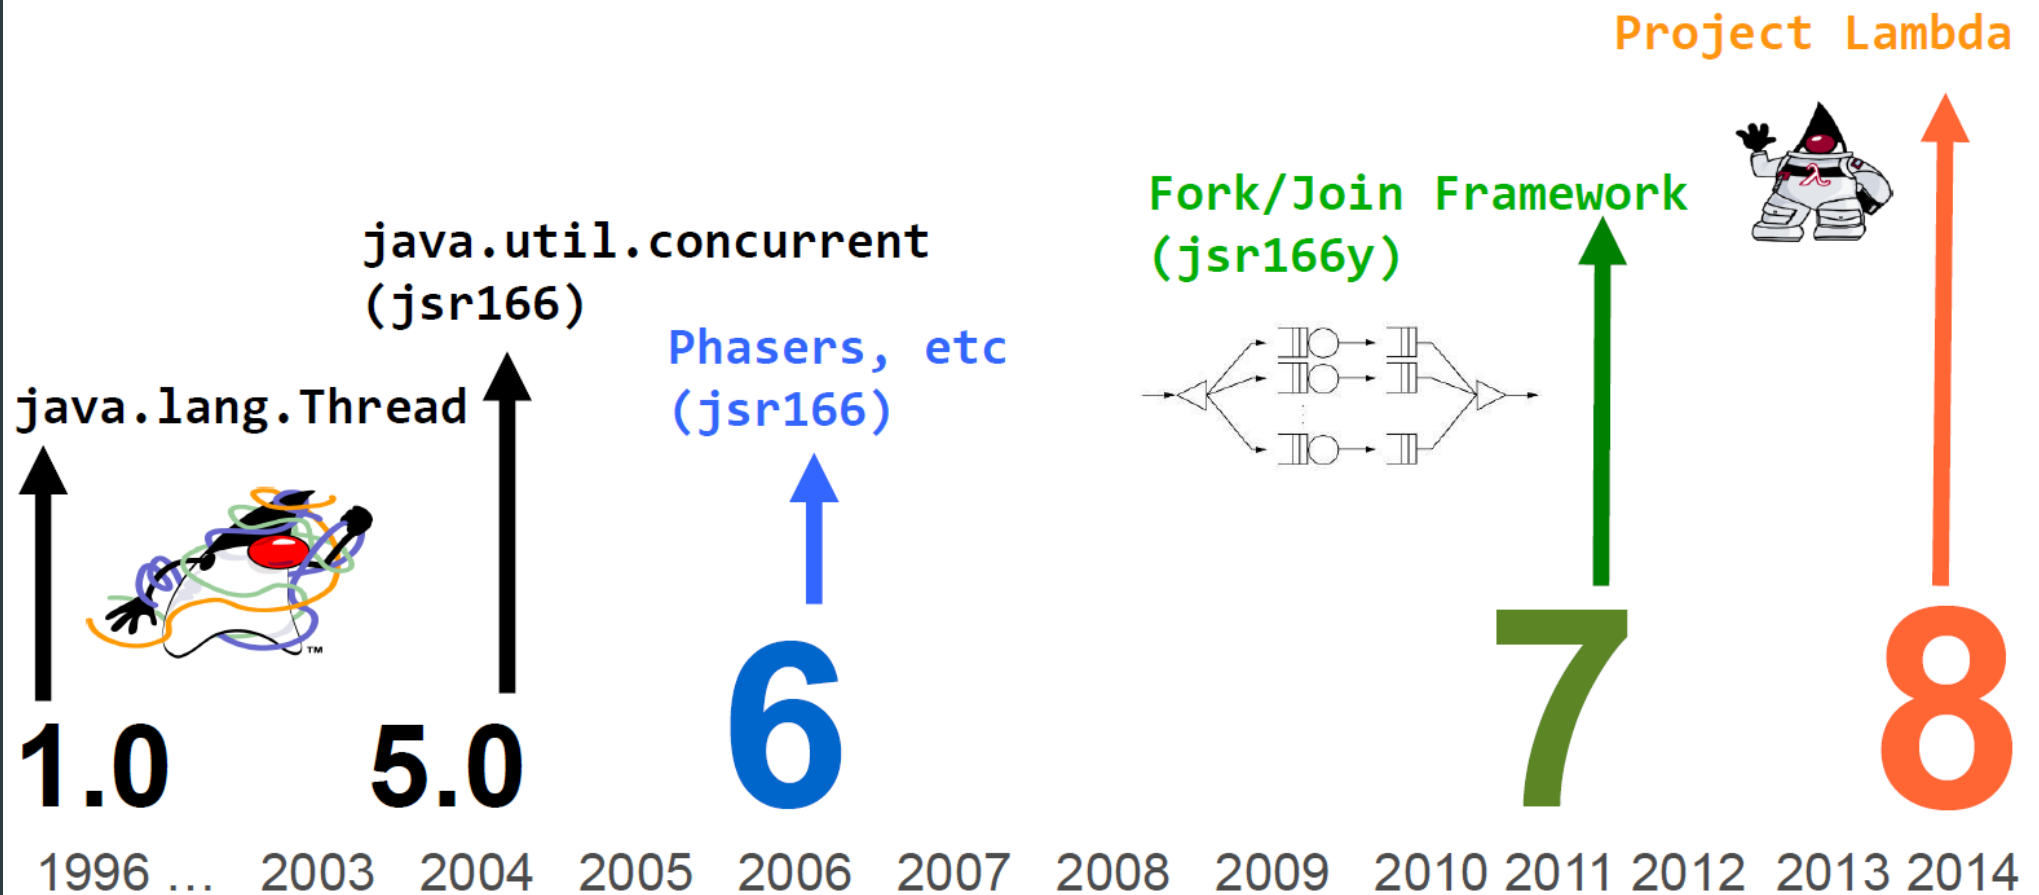 Project Lambda
Fork/Join Framework
(jsr166y)
java.util.concurrent
(jsr166)
Phasers, etc
(jsr166)
java.lang.Thread
λ
TM
1.0 5.0 6 7 8
1996 ... 2003 2004 2005 2006 2007 2008 2009 2010 2011 2012 2013 2014